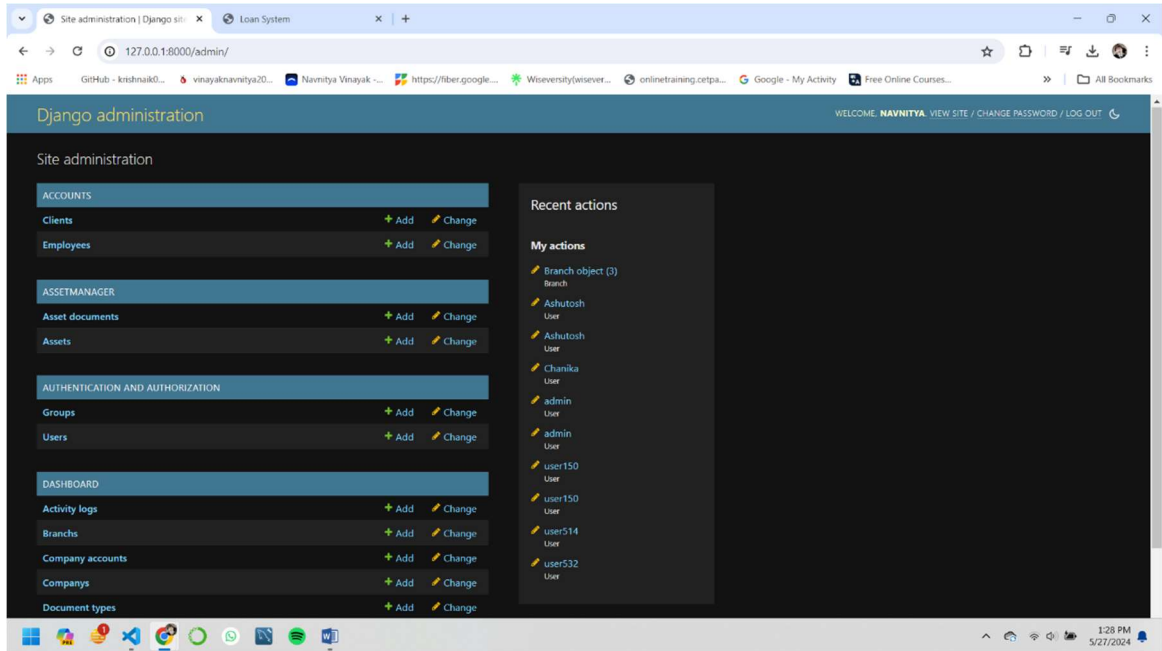 Site administration | Django site
Loan System
127.0.0.1:8000/admin/
Apps GitHub - krishnaik0... vinayaknavnitya20... Navnitya Vinayak -... https://fiber.google.... Wiseversity(wisever... onlinetraining.cetpa... Google - My Activity Free Online Courses... » All Bookmarks
Django administration
WELCOME, NAVNITYA. VIEW SITE / CHANGE PASSWORD / LOG OUT
Site administration
ACCOUNTS
Clients + Add Change
Employees + Add Change
ASSETMANAGER
Asset documents + Add Change
Assets + Add Change
AUTHENTICATION AND AUTHORIZATION
Groups + Add Change
Users + Add Change
DASHBOARD
Activity logs + Add Change
Branchs + Add Change
Company accounts + Add Change
Companys + Add Change
Document types + Add Change
Recent actions
My actions
Branch object (3)
Branch
Ashutosh
User
Ashutosh
User
Chanika
User
admin
User
admin
User
user150
User
user150
User
user514
User
user532
User
1:28 PM
5/27/2024